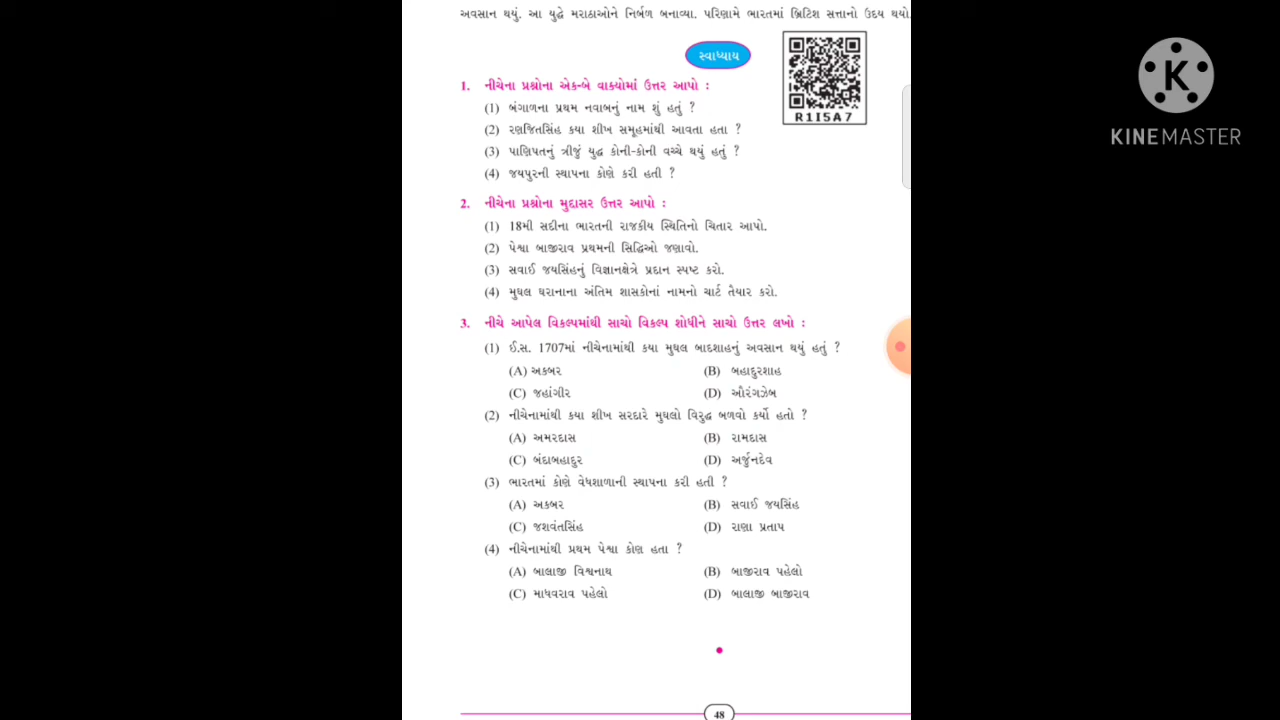 અવસાન થયું. આ યુદ્ધે મરાઠાઓને નિર્બળ બનાવ્યા. પરિણામે ભારતમાં બ્રિટિશ સત્તાનો ઉદય થયો.
સ્વાધ્યાય
R1I5A7
1. નીચેના પ્રશ્નોના એક-બે વાક્યોમાં ઉત્તર આપો :
(1) બંગાળના પ્રથમ નવાબનું નામ શું હતું ?
(2) રણજિતસિંહ કયા શીખ સમૂહમાંથી આવતા હતા ?
(3) પાણિપતનું ત્રીજું યુદ્ધ કોની-કોની વચ્ચે થયું હતું ?
(4) જયપુરની સ્થાપના કોણે કરી હતી ?
2. નીચેના પ્રશ્નોના મુદાસર ઉત્તર આપો :
(1) 18મી સદીના ભારતની રાજકીય સ્થિતિનો ચિતાર આપો.
(2) પેશ્વા બાજીરાવ પ્રથમની સિદ્ધિઓ જણાવો.
(3) સવાઈ જયસિંહનું વિજ્ઞાનક્ષેત્રે પ્રદાન સ્પષ્ટ કરો.
(4) મુઘલ ઘરાનાના અંતિમ શાસકોનાં નામનો ચાર્ટ તૈયાર કરો.
3. નીચે આપેલ વિકલ્પમાંથી સાચો વિકલ્પ શોધીને સાચો ઉત્તર લખો :
(1) ઈ.સ. 1707માં નીચેનામાંથી કયા મુઘલ બાદશાહનું અવસાન થયું હતું ?
(A) અકબર (B) બહાદુરશાહ
(C) જહાંગીર (D) ઔરંગઝેબ
(2) નીચેનામાંથી કયા શીખ સરદારે મુઘલો વિરુદ્ધ બળવો કર્યો હતો ?
(A) અમરદાસ (B) રામદાસ
(C) બંદાબહાદુર (D) અર્જુનદેવ
(3) ભારતમાં કોણે વેધશાળાની સ્થાપના કરી હતી ?
(A) અકબર (B) સવાઈ જયસિંહ
(C) જશવંતસિંહ (D) રાણા પ્રતાપ
(4) નીચેનામાંથી પ્રથમ પેશ્વા કોણ હતા ?
(A) બાલાજી વિશ્વનાથ (B) બાજીરાવ પહેલો
(C) માધવરાવ પહેલો (D) બાલાજી બાજીરાવ
48
K
KINEMASTER